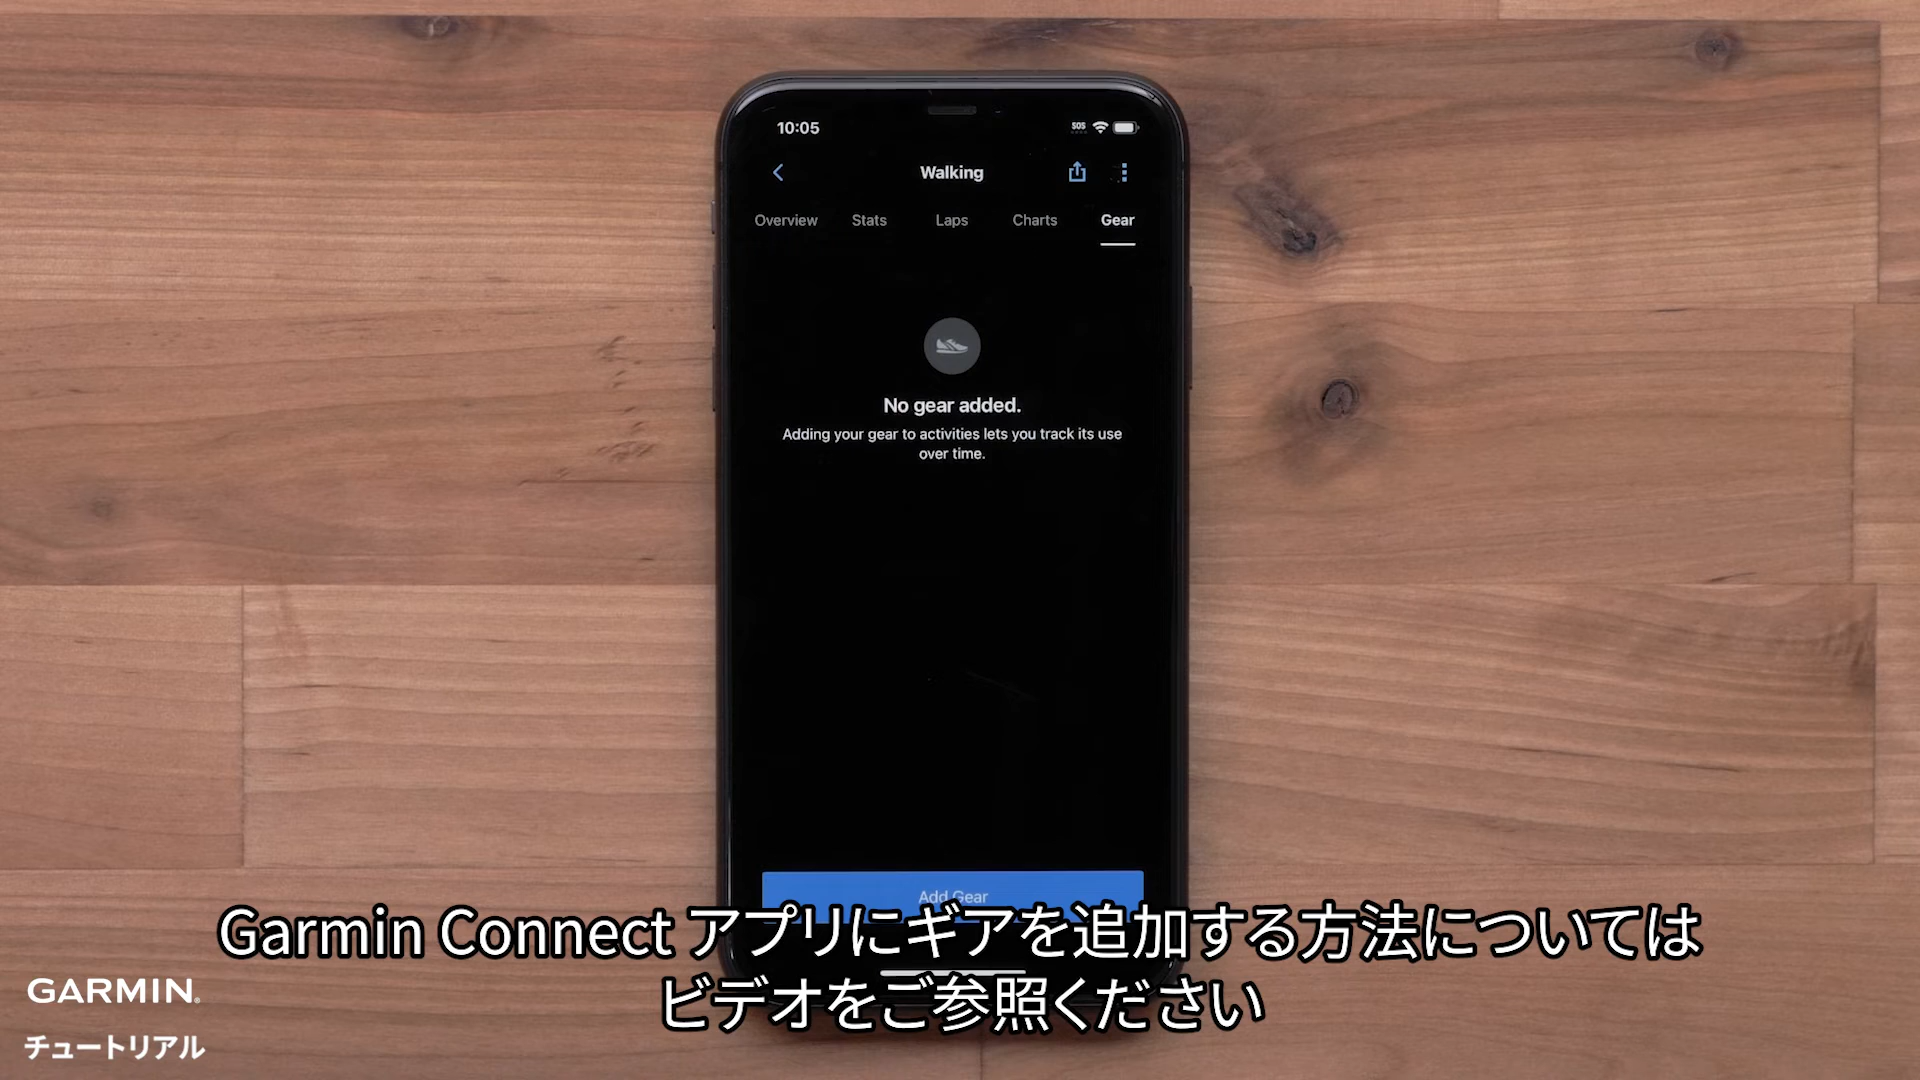 10:05
SOS
Walking
Overview Stats Laps Charts Gear
No gear added.
Adding your gear to activities lets you track its use
over time.
Add Gear
Garmin Connect アプリにギアを追加する方法については
ビデオをご参照ください
GARMIN®
チュートリアル